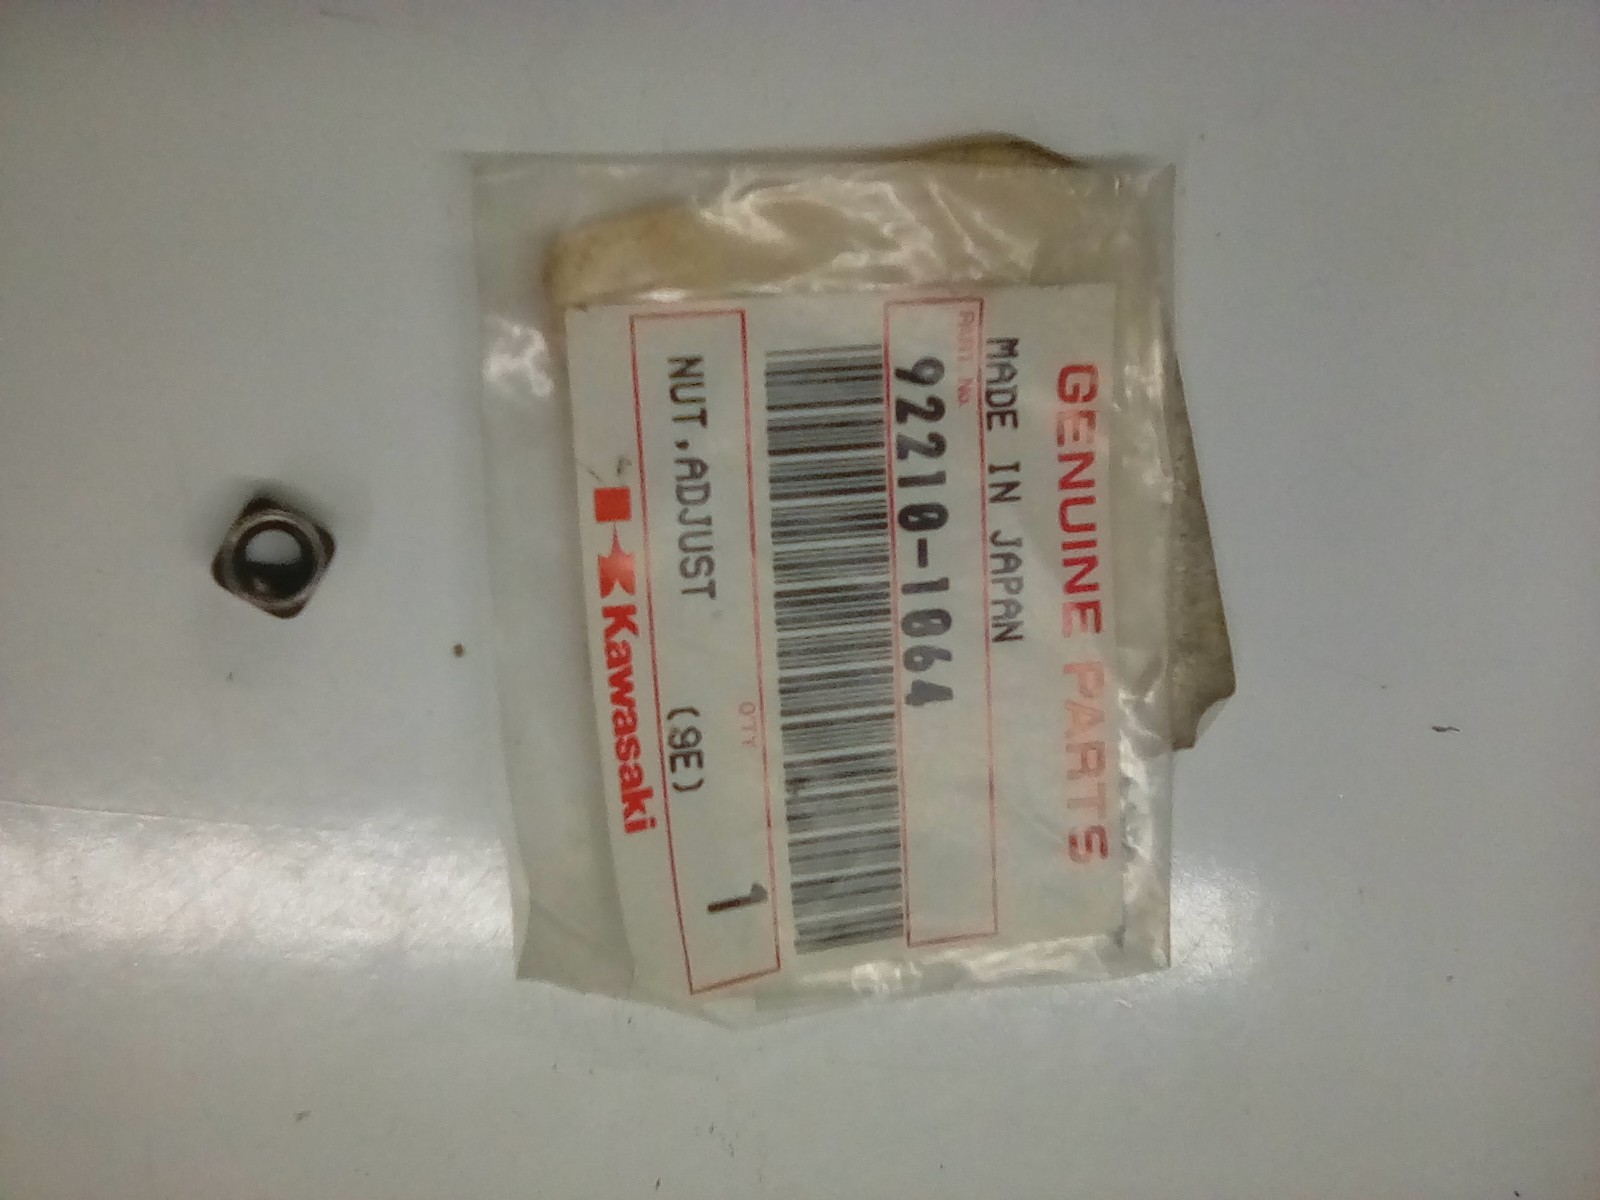 GENUINE PARTS
MADE IN JAPAN
PART No.
92210-1064
QTY
NUT,ADJUST (9E) 1
Kawasaki